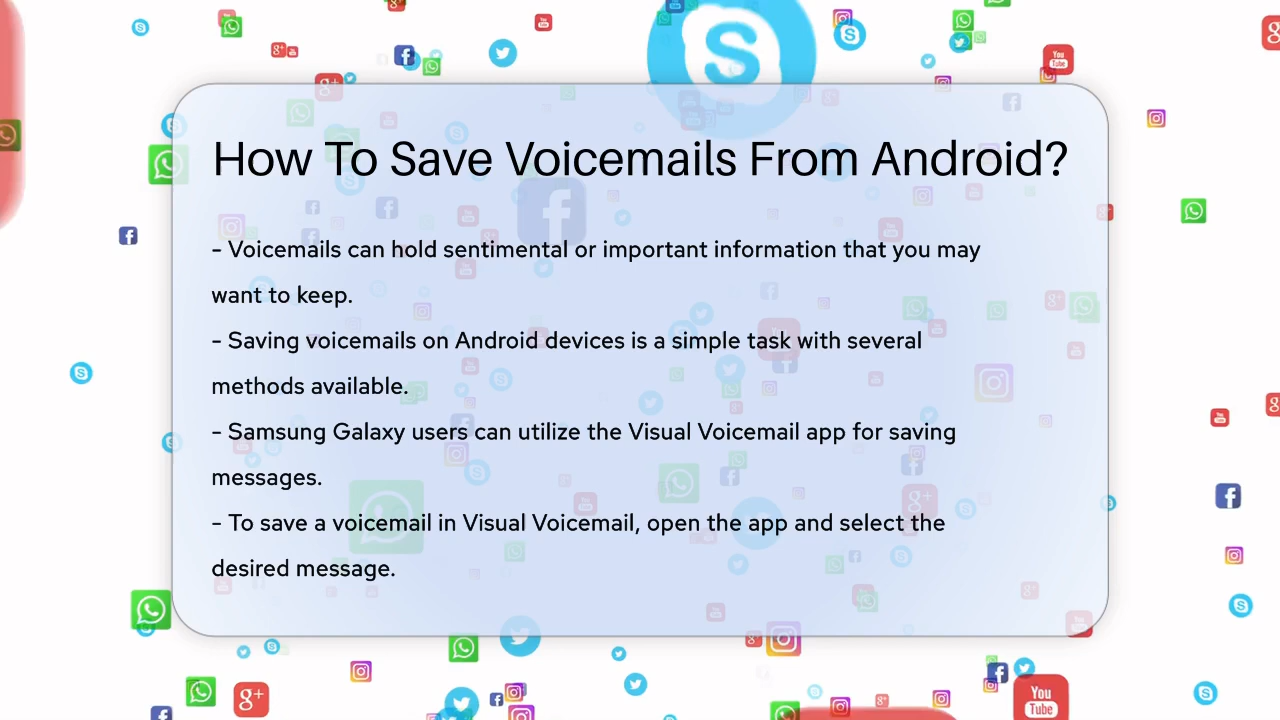 How To Save Voicemails From Android?
– Voicemails can hold sentimental or important information that you may
want to keep.
– Saving voicemails on Android devices is a simple task with several
methods available.
– Samsung Galaxy users can utilize the Visual Voicemail app for saving
messages.
– To save a voicemail in Visual Voicemail, open the app and select the
desired message.
You
Tube